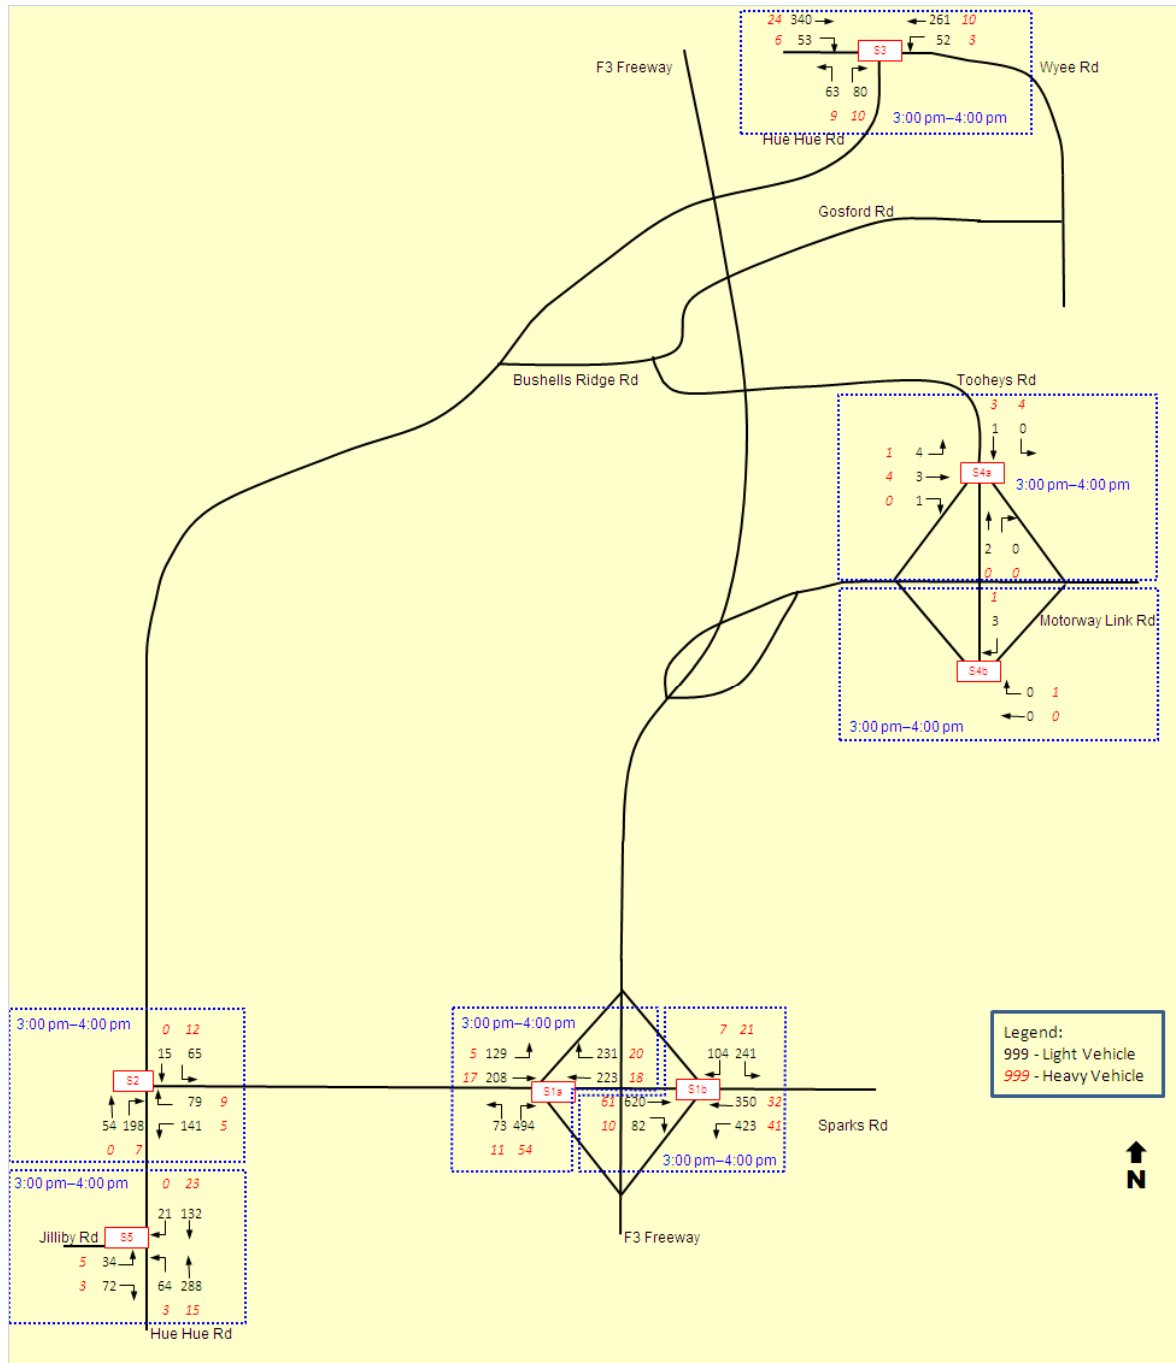 24 340 261 10
6 53 S3 52 3
F3 Freeway
Wyee Rd
63 80
9 10 3:00 pm–4:00 pm
Hue Hue Rd
Gosford Rd
Bushells Ridge Rd
Tooheys Rd
3 4
1 0
1 4
4 3 S4a 3:00 pm–4:00 pm
0 1
2 0
0 0
1
3 Motorway Link Rd
S4b
0 1
3:00 pm–4:00 pm 0 0
3:00 pm–4:00 pm
0 12
15 65
S2
79 9
54 198 141 5
0 7
3:00 pm–4:00 pm
5 129 231 20
17 208 223 18
S1a
73 494
11 54
7 21
104 241
S1b
61 620 350 32
10 82 423 41
3:00 pm–4:00 pm
Sparks Rd
Legend:
999 - Light Vehicle
999 - Heavy Vehicle
N
3:00 pm–4:00 pm 0 23
21 132
Jilliby Rd S5
5 34
3 72 64 288
3 15
Hue Hue Rd
F3 Freeway